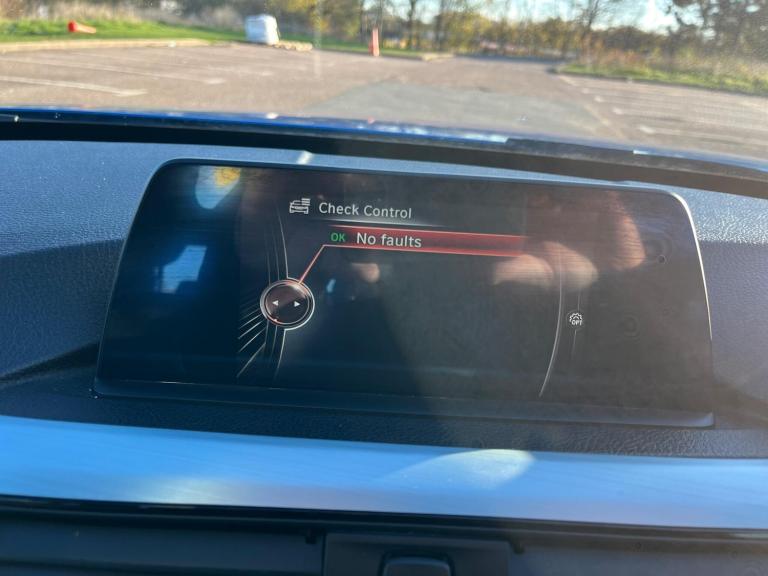 Check Control
OK No faults
OPT